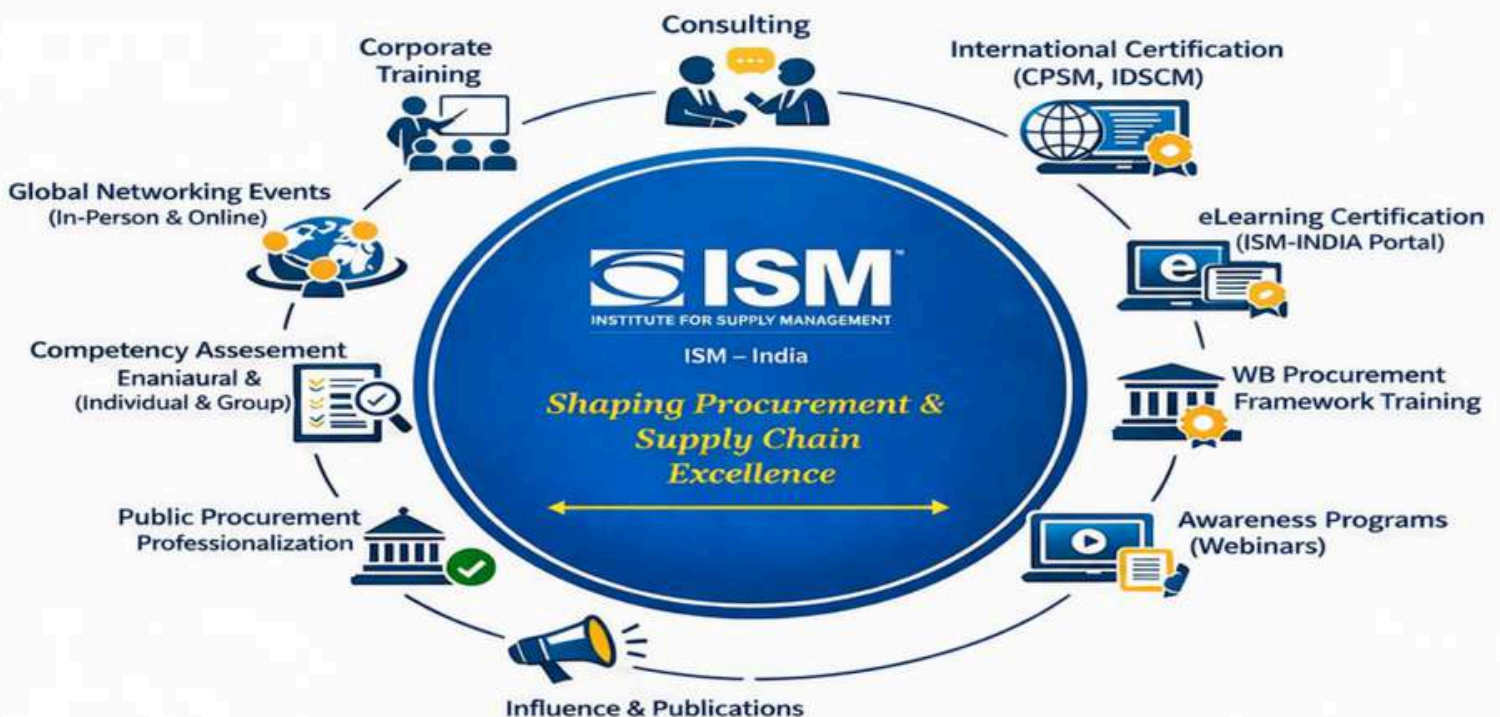 Consulting
Corporate
Training
International Certification
(CPSM, IDSCM)
Global Networking Events
(In-Person & Online)
eLearning Certification
(ISM-INDIA Portal)
e
ISM™
INSTITUTE FOR SUPPLY MANAGEMENT
ISM – India
Shaping Procurement &
Supply Chain
Excellence
Competency Assesement
Enaniaural &
(Individual & Group)
WB Procurement
Framework Training
Public Procurement
Professionalization
Awareness Programs
(Webinars)
Influence & Publications